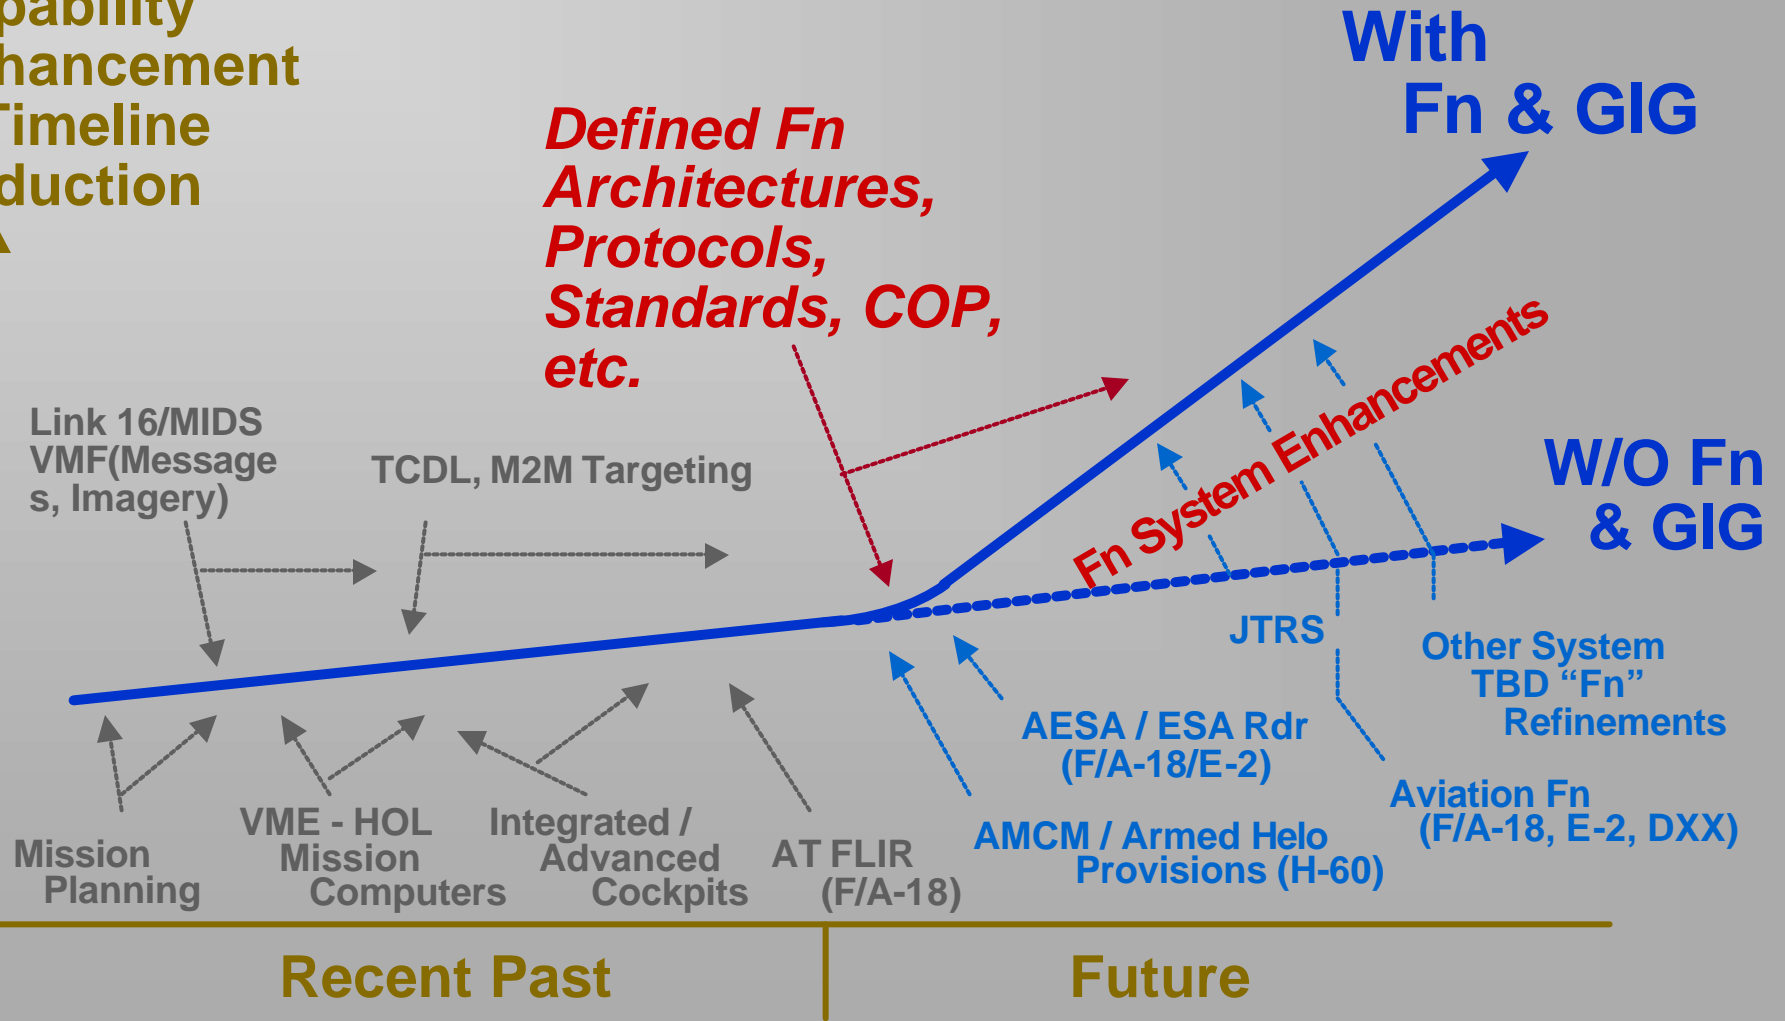 pability
hancement
Timeline
duction
With
Fn & GIG
Defined Fn
Architectures,
Protocols,
Standards, COP,
etc.
Link 16/MIDS
VMF(Message
s, Imagery)
TCDL, M2M Targeting
Fn System Enhancements
W/O Fn
& GIG
JTRS
Other System
TBD “Fn”
Refinements
AESA / ESA Rdr
(F/A-18/E-2)
Aviation Fn
(F/A-18, E-2, DXX)
AMCM / Armed Helo
Provisions (H-60)
Mission
Planning
VME - HOL
Mission
Computers
Integrated /
Advanced
Cockpits
AT FLIR
(F/A-18)
Recent Past
Future